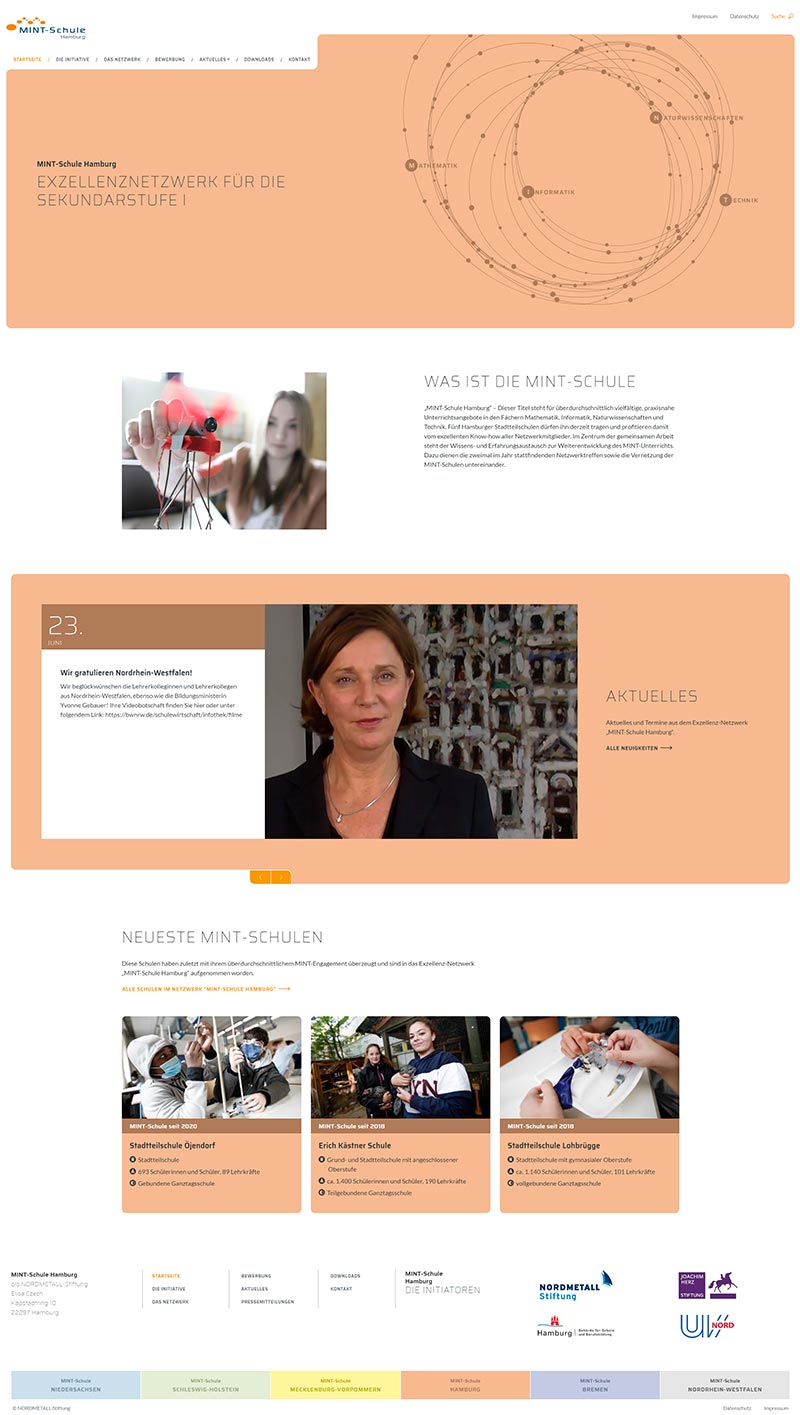 Impressum Datenschutz Suche
MINT-Schule
Hamburg
STARTSEITE / DIE INITIATIVE / DAS NETZWERK / BEWERBUNG / AKTUELLES / DOWNLOADS / KONTAKT
N ATURWISSENSCHAFTEN
M ATHEMATIK
I NFORMATIK
T ECHNIK
MINT-Schule Hamburg
EXZELLENZNETZWERK FÜR DIE
SEKUNDARSTUFE I
WAS IST DIE MINT-SCHULE
„MINT-Schule Hamburg“ – Dieser Titel steht für überdurchschnittlich vielfältige, praxisnahe
Unterrichtsangebote in den Fächern Mathematik, Informatik, Naturwissenschaften und
Technik. Fünf Hamburger Stadtteilschulen dürfen ihn derzeit tragen und profitieren damit
vom exzellenten Know-how aller Netzwerkmitglieder. Im Zentrum der gemeinsamen Arbeit
steht der Wissens- und Erfahrungsaustausch zur Weiterentwicklung des MINT-Unterrichts.
Dazu dienen die zweimal im Jahr stattfindenden Netzwerktreffen sowie die Vernetzung der
MINT-Schulen untereinander.
23.
JUNI
Wir gratulieren Nordrhein-Westfalen!
Wir beglückwünschen die Lehrerkolleginnen und Lehrerkollegen
aus Nordrhein-Westfalen, ebenso wie die Bildungsministerin
Yvonne Gebauer! Ihre Videobotschaft finden Sie hier oder unter
folgendem Link: https://bwnrw.de/schulewirtschaft/infothek/filme
AKTUELLES
Aktuelles und Termine aus dem Exzellenz-Netzwerk
„MINT-Schule Hamburg“.
ALLE NEUIGKEITEN
NEUESTE MINT-SCHULEN
Diese Schulen haben zuletzt mit ihrem überdurchschnittlichem MINT-Engagement überzeugt und sind in das Exzellenz-Netzwerk
„MINT-Schule Hamburg“ aufgenommen worden.
ALLE SCHULEN IM NETZWERK "MINT-SCHULE HAMBURG"
MINT-Schule seit 2020
Stadtteilschule Öjendorf
Stadtteilschule
693 Schülerinnen und Schüler, 89 Lehrkräfte
Gebundene Ganztagsschule
YN
MINT-Schule seit 2018
Erich Kästner Schule
Grund- und Stadtteilschule mit angeschlossener
Oberstufe
ca. 1.400 Schülerinnen und Schüler, 190 Lehrkräfte
Teilgebundene Ganztagsschule
MINT-Schule seit 2018
Stadtteilschule Lohbrügge
Stadtteilschule mit gymnasialer Oberstufe
ca. 1.140 Schülerinnen und Schüler, 101 Lehrkräfte
vollgebundene Ganztagsschule
MINT-Schule Hamburg
c/o NORDMETALL-Stiftung
Elisa Czech
Kapstadtring 10
22297 Hamburg
STARTSEITE
DIE INITIATIVE
DAS NETZWERK
BEWERBUNG
AKTUELLES
PRESSEMITTEILUNGEN
DOWNLOADS
KONTAKT
MINT-Schule
Hamburg
DIE INITIATOREN
NORDMETALL
Stiftung
JOACHIM
HERZ
STIFTUNG
Hamburg
Behörde für Schule
und Berufsbildung
UV NORD
MINT-Schule
NIEDERSACHSEN
MINT-Schule
SCHLESWIG-HOLSTEIN
MINT-Schule
MECKLENBURG-VORPOMMERN
MINT-Schule
HAMBURG
MINT-Schule
BREMEN
MINT-Schule
NORDRHEIN-WESTFALEN
© NORDMETALL-Stiftung
Datenschutz Impressum